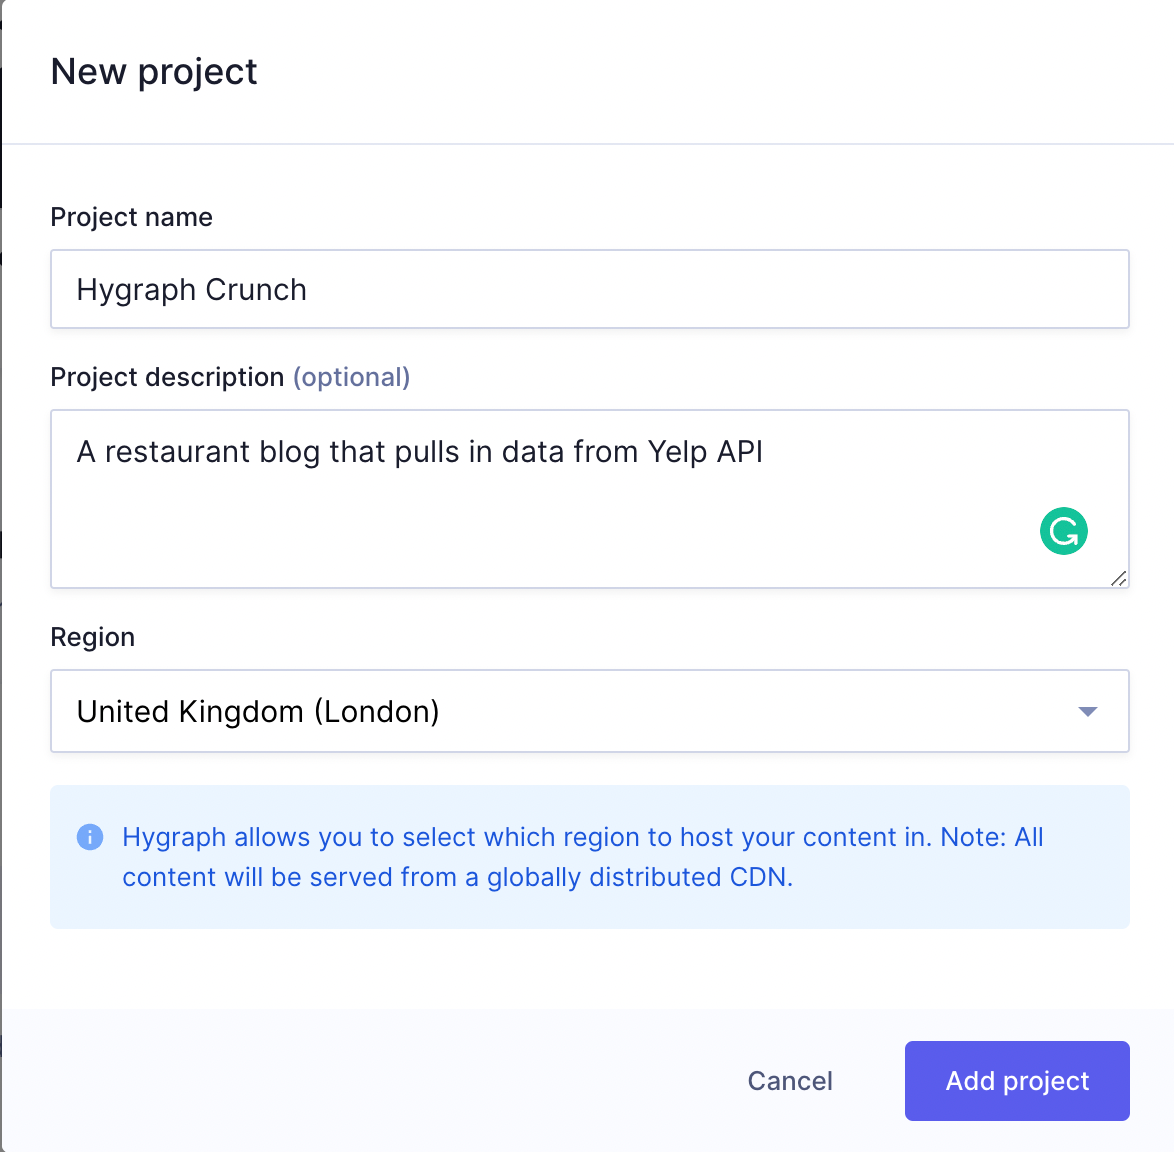 New project
Project name
Hygraph Crunch
Project description (optional)
A restaurant blog that pulls in data from Yelp API
Region
United Kingdom (London)
Hygraph allows you to select which region to host your content in. Note: All
content will be served from a globally distributed CDN.
Cancel
Add project